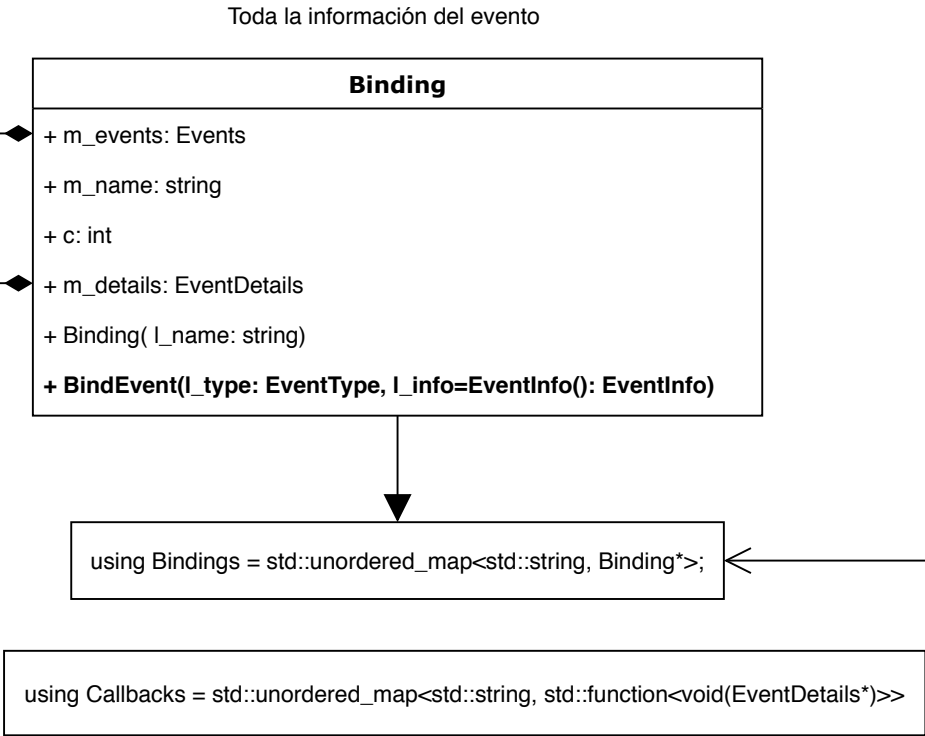 Toda la información del evento
Binding
+ m_events: Events
+ m_name: string
+ c: int
+ m_details: EventDetails
+ Binding( l_name: string)
+ BindEvent(l_type: EventType, l_info=EventInfo(): EventInfo)
using Bindings = std::unordered_map<std::string, Binding*>;
using Callbacks = std::unordered_map<std::string, std::function<void(EventDetails*)>>